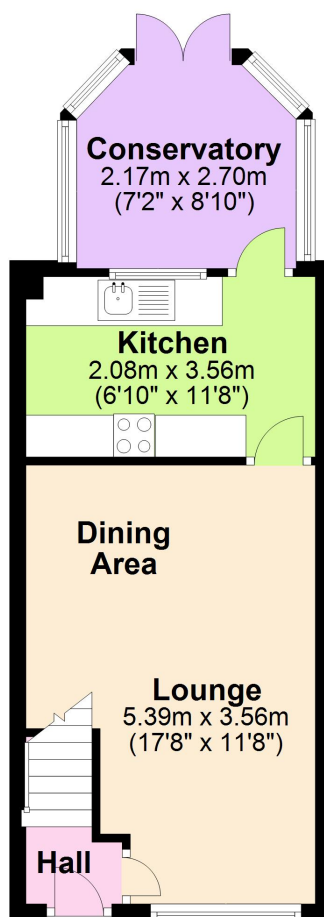 Conservatory
2.17m x 2.70m
(7'2" x 8'10")
Kitchen
2.08m x 3.56m
(6'10" x 11'8")
Dining
Area
Lounge
5.39m x 3.56m
(17'8" x 11'8")
Hall